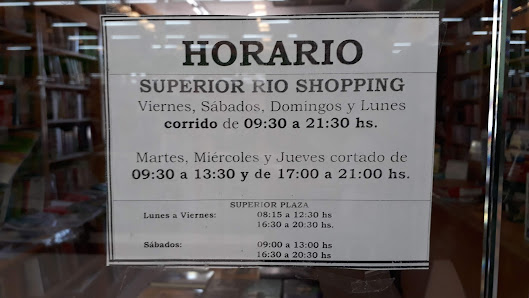 HORARIO
SUPERIOR RIO SHOPPING
Viernes, Sábados, Domingos y Lunes
corrido de 09:30 a 21:30 hs.
Martes, Miércoles y Jueves cortado de
09:30 a 13:30 y de 17:00 a 21:00 hs.
SUPERIOR PLAZA
Lunes a Viernes: 08:15 a 12:30 hs
16:30 a 20:30 hs.
Sábados: 09:00 a 13:00 hs
16:30 a 20:30 hs.